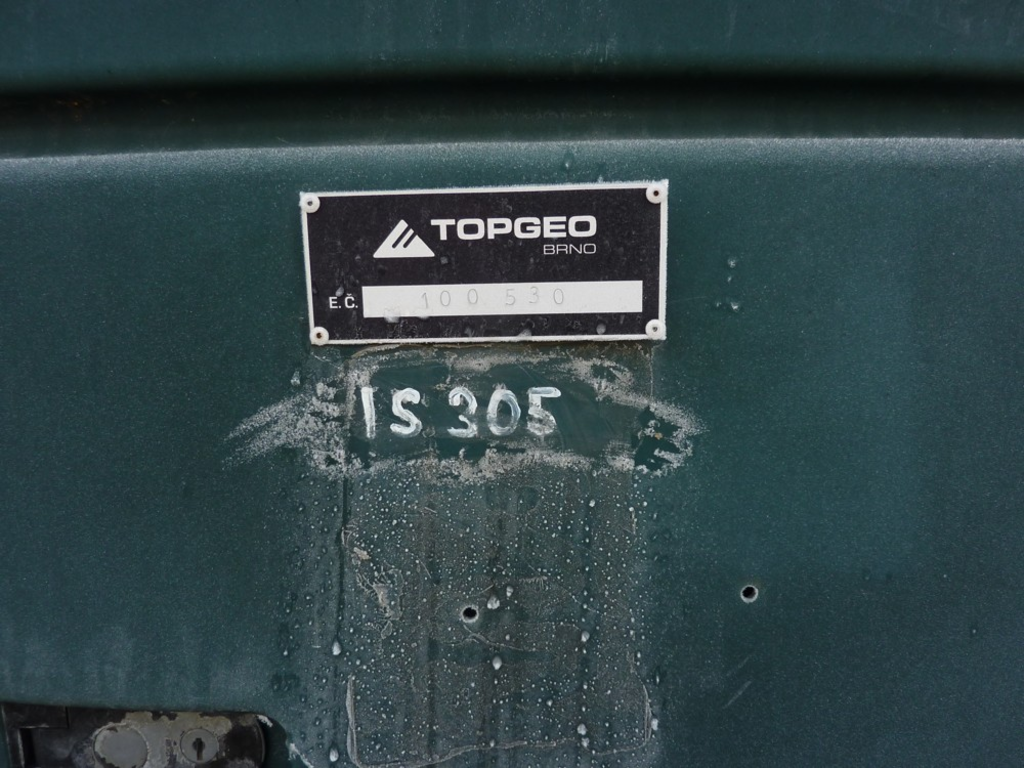 TOPGEO
BRNO
E.Č. 100 530
IS 305